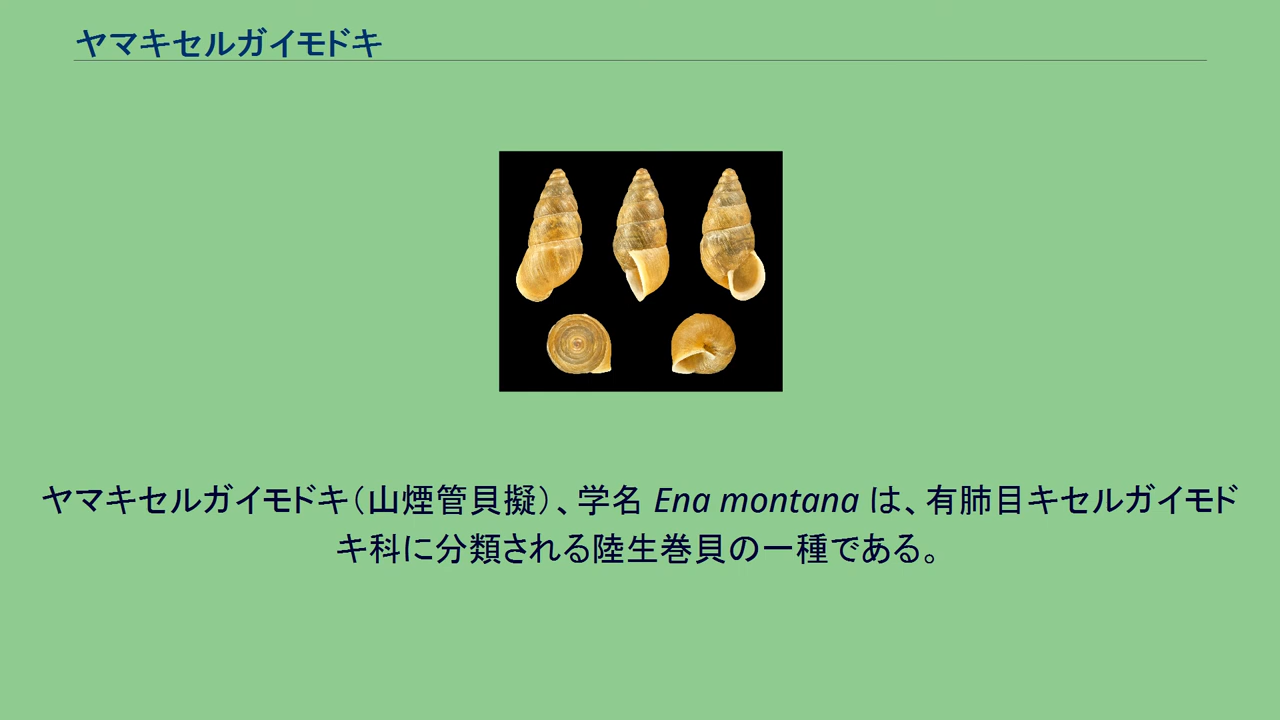 ヤマキセルガイモドキ
ヤマキセルガイモドキ（山煙管貝擬）、学名 Ena montana は、有肺目キセルガイモド
キ科に分類される陸生巻貝の一種である。